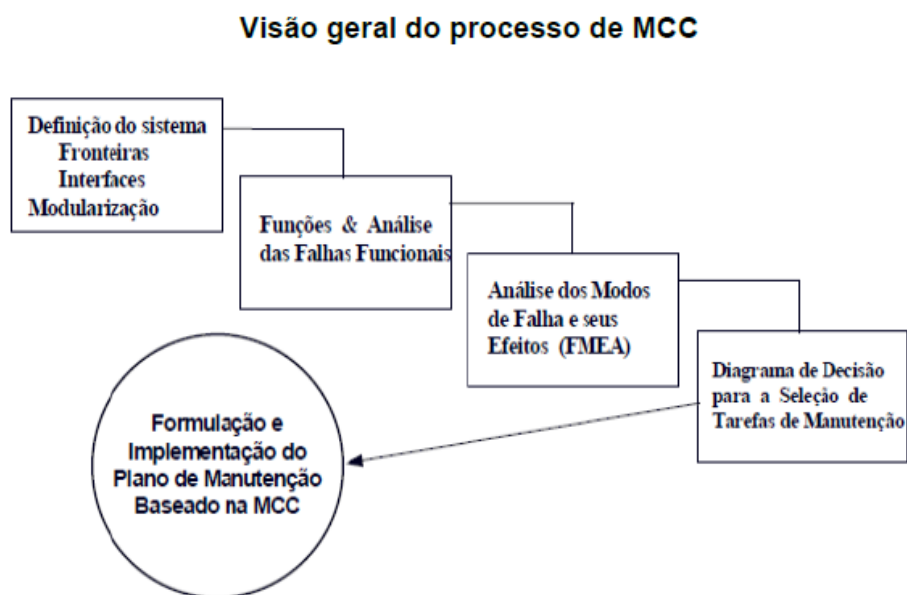 Visão geral do processo de MCC
Definição do sistema
Fronteiras
Interfaces
Modularização
Funções & Análise
das Falhas Funcionais
Análise dos Modos
de Falha e seus
Efeitos (FMEA)
Diagrama de Decisão
para a Seleção de
Tarefas de Manutenção
Formulação e
Implementação do
Plano de Manutenção
Baseado na MCC